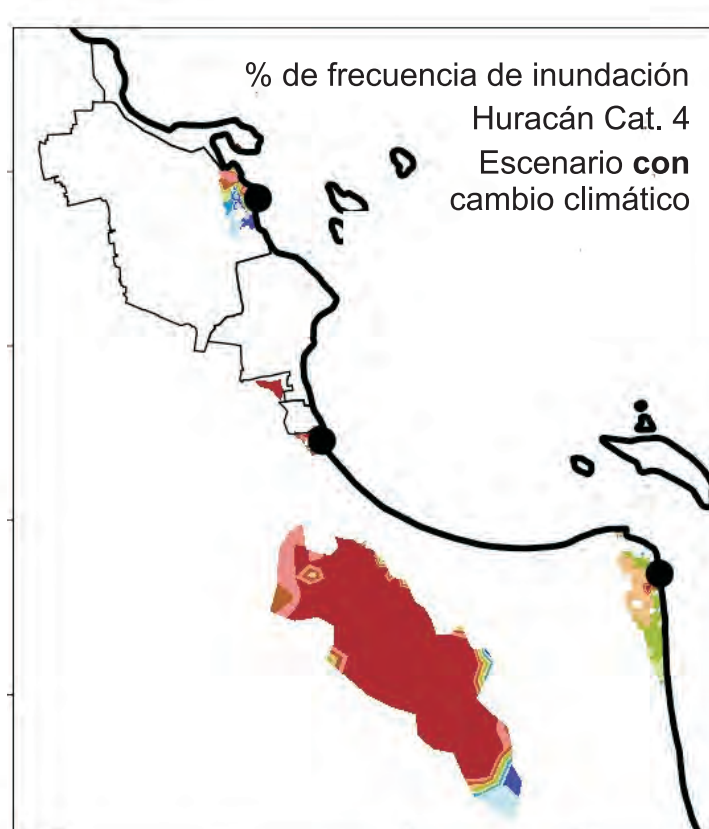 % de frecuencia de inundación
Huracán Cat. 4
Escenario con
cambio climático